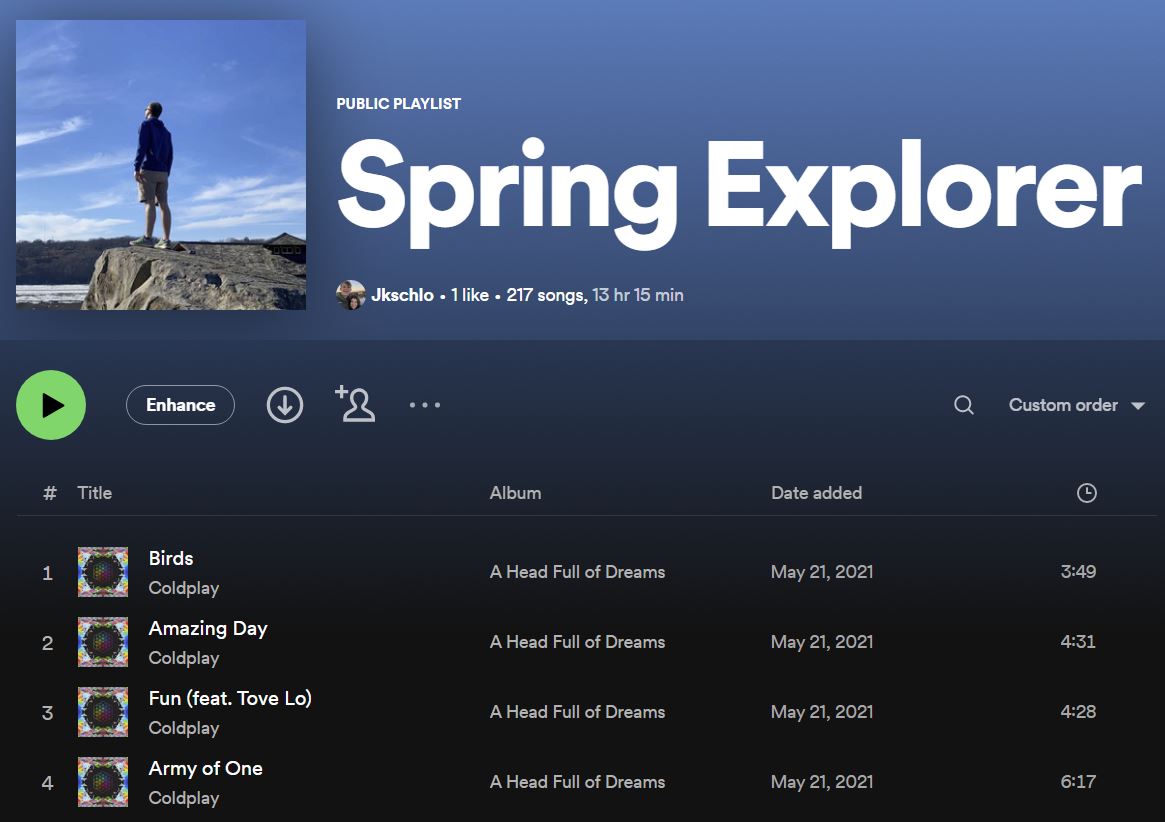 PUBLIC PLAYLIST
Spring Explorer
Jkschlo • 1 like • 217 songs, 13 hr 15 min
Enhance
Custom order
# Title Album Date added
1 Birds A Head Full of Dreams May 21, 2021 3:49
Coldplay
2 Amazing Day A Head Full of Dreams May 21, 2021 4:31
Coldplay
3 Fun (feat. Tove Lo) A Head Full of Dreams May 21, 2021 4:28
Coldplay
4 Army of One A Head Full of Dreams May 21, 2021 6:17
Coldplay